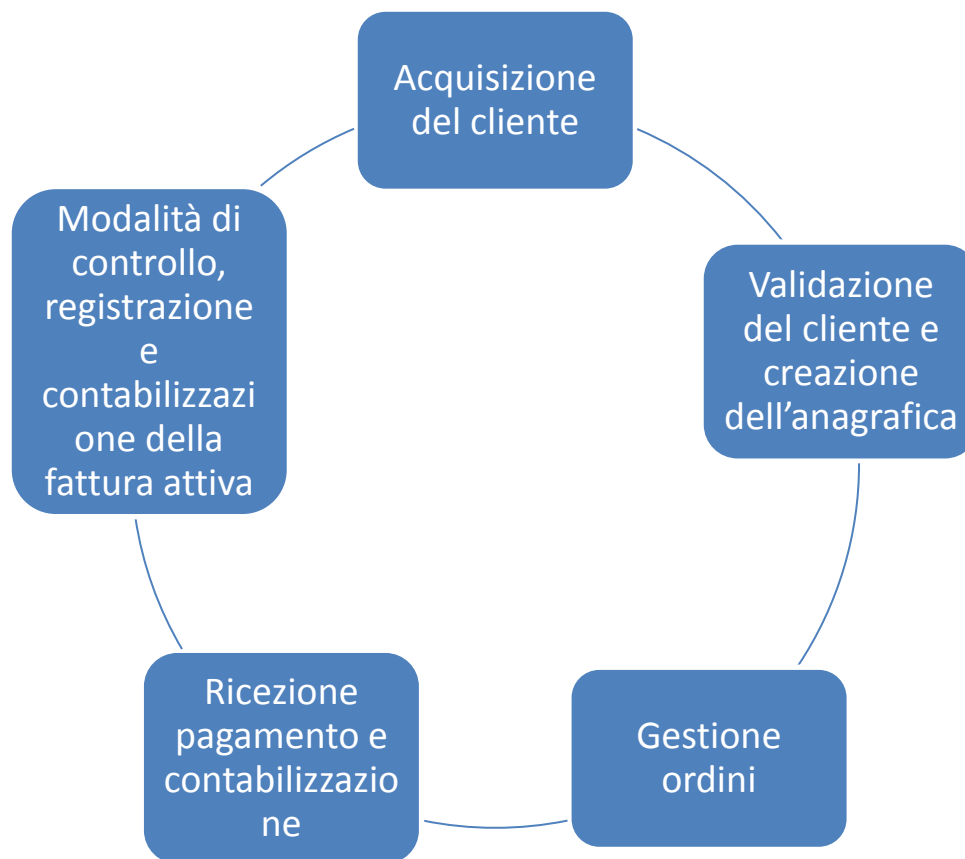 Acquisizione
del cliente
Validazione
del cliente e
creazione
dell’anagrafica
Gestione
ordini
Ricezione
pagamento e
contabilizzazio
ne
Modalità di
controllo,
registrazione
e
contabilizzazi
one della
fattura attiva